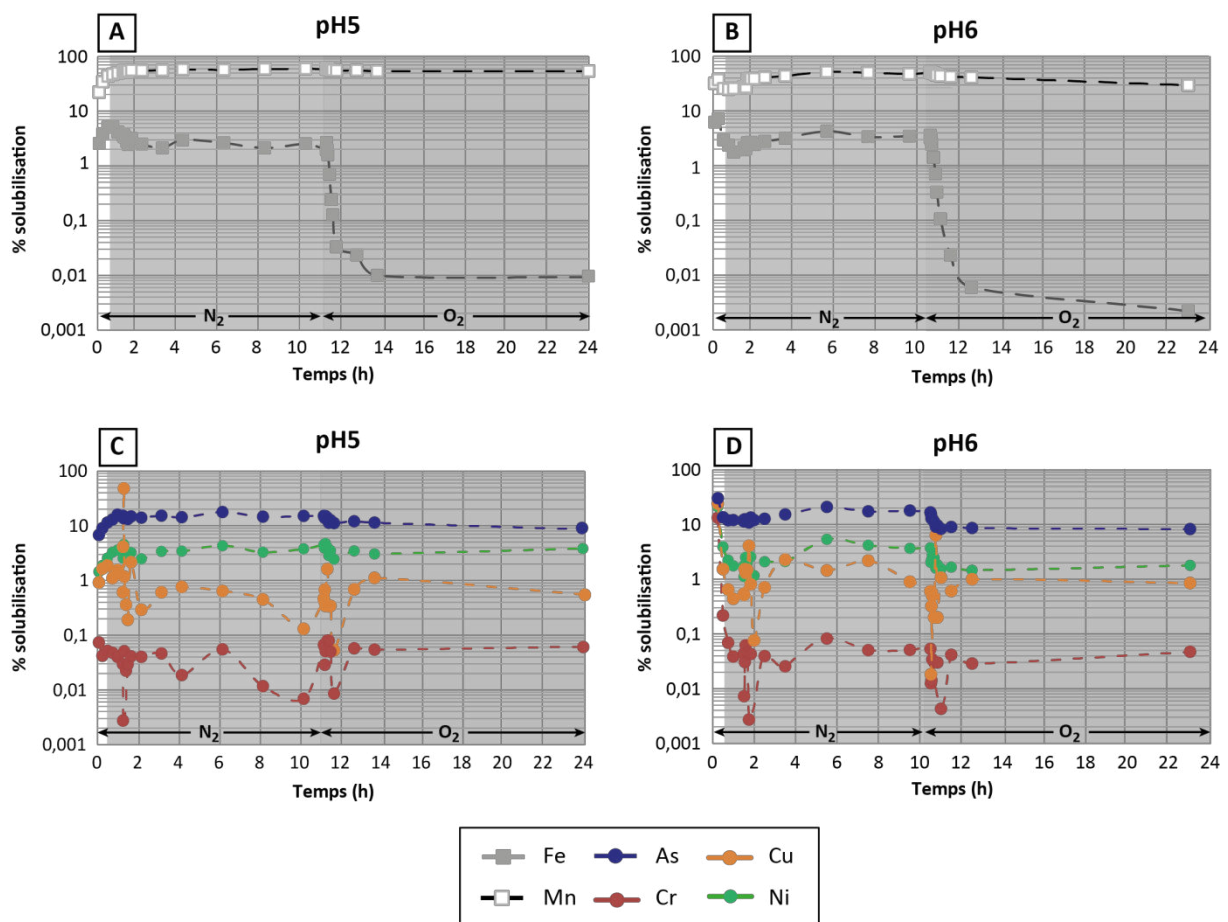 A
pH5
% solubilisation
100
10
1
0,1
0,01
0,001
N2
O2
0 2 4 6 8 10 12 14 16 18 20 22 24
Temps (h)
B
pH6
% solubilisation
100
10
1
0,1
0,01
0,001
N2
O2
0 2 4 6 8 10 12 14 16 18 20 22 24
Temps (h)
C
pH5
% solubilisation
100
10
1
0,1
0,01
0,001
N2
O2
0 2 4 6 8 10 12 14 16 18 20 22 24
Temps (h)
D
pH6
% solubilisation
100
10
1
0,1
0,01
0,001
N2
O2
0 2 4 6 8 10 12 14 16 18 20 22 24
Temps (h)
Fe As Cu
Mn Cr Ni